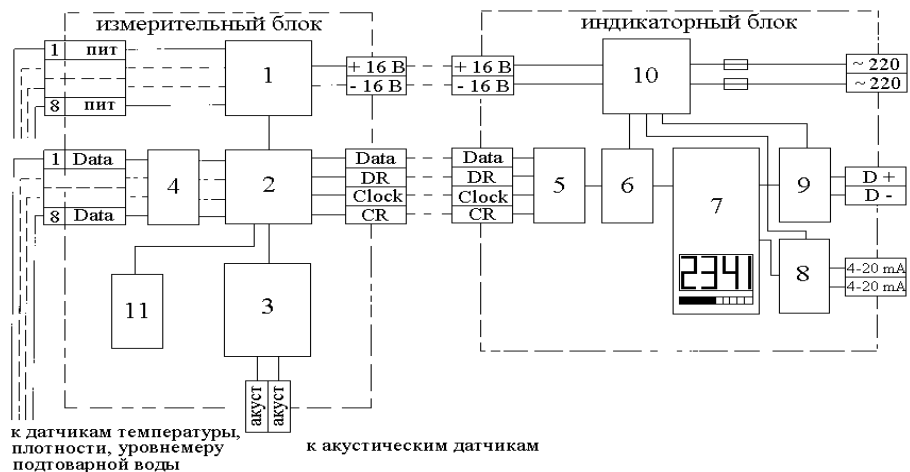 измерительный блок
индикаторный блок
1 пит
8 пит
1
+ 16 В
- 16 В
+ 16 В
- 16 В
10
~ 220
~ 220
1 Data
8 Data
4
2
Data
DR
Clock
CR
Data
DR
Clock
CR
5
6
7
2341
9
D +
D -
8
4-20 mA
4-20 mA
11
3
акуст
акуст
к датчикам температуры,
плотности, уровнемеру
подтоварной воды
к акустическим датчикам